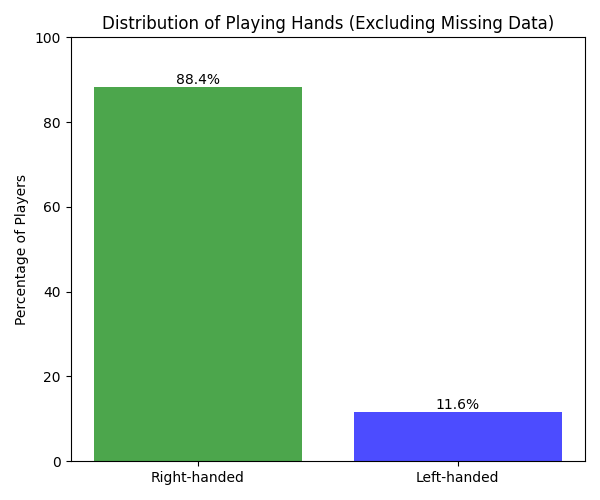 Distribution of Playing Hands (Excluding Missing Data)
100
80
60
40
20
0
Percentage of Players
88.4%
11.6%
Right-handed
Left-handed